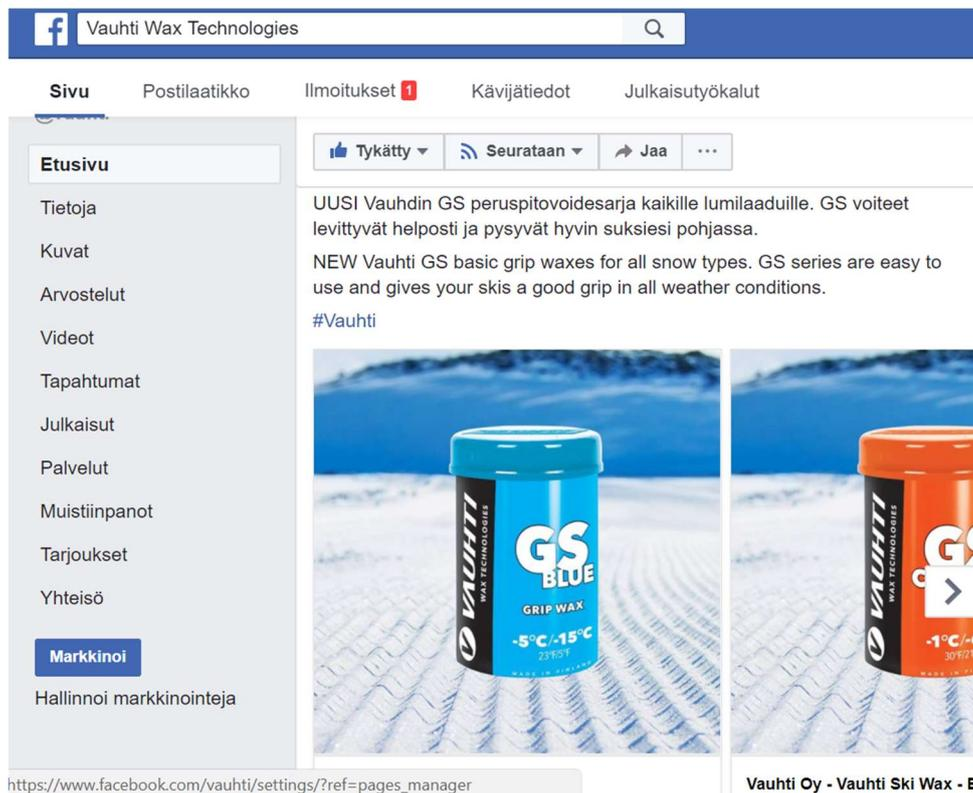 Vauhti Wax Technologies
Sivu
Postilaatikko
Ilmoitukset 1
Kävijätiedot
Julkaisutyökalut
Etusivu
Tietoja
Kuvat
Arvostelut
Videot
Tapahtumat
Julkaisut
Palvelut
Muistiinpanot
Tarjoukset
Yhteisö
Markkinoi
Hallinnoi markkinointeja
Tykätty
Seurataan
Jaa
UUSI Vauhdin GS peruspitovoidesarja kaikille lumilaaduille. GS voiteet
levittyvät helposti ja pysyvät hyvin suksiesi pohjassa.
NEW Vauhti GS basic grip waxes for all snow types. GS series are easy to
use and gives your skis a good grip in all weather conditions.
#Vauhti
VAUHTI
WAX TECHNOLOGIES
GS
BLUE
GRIP WAX
-5°C/-15°C
23°F/5°F
MADE IN FINLAND
VAUHTI
WAX TECHNOLOGIES
-1°C/
Vauhti Oy - Vauhti Ski Wax -
https://www.facebook.com/vauhti/settings/?ref=pages_manager